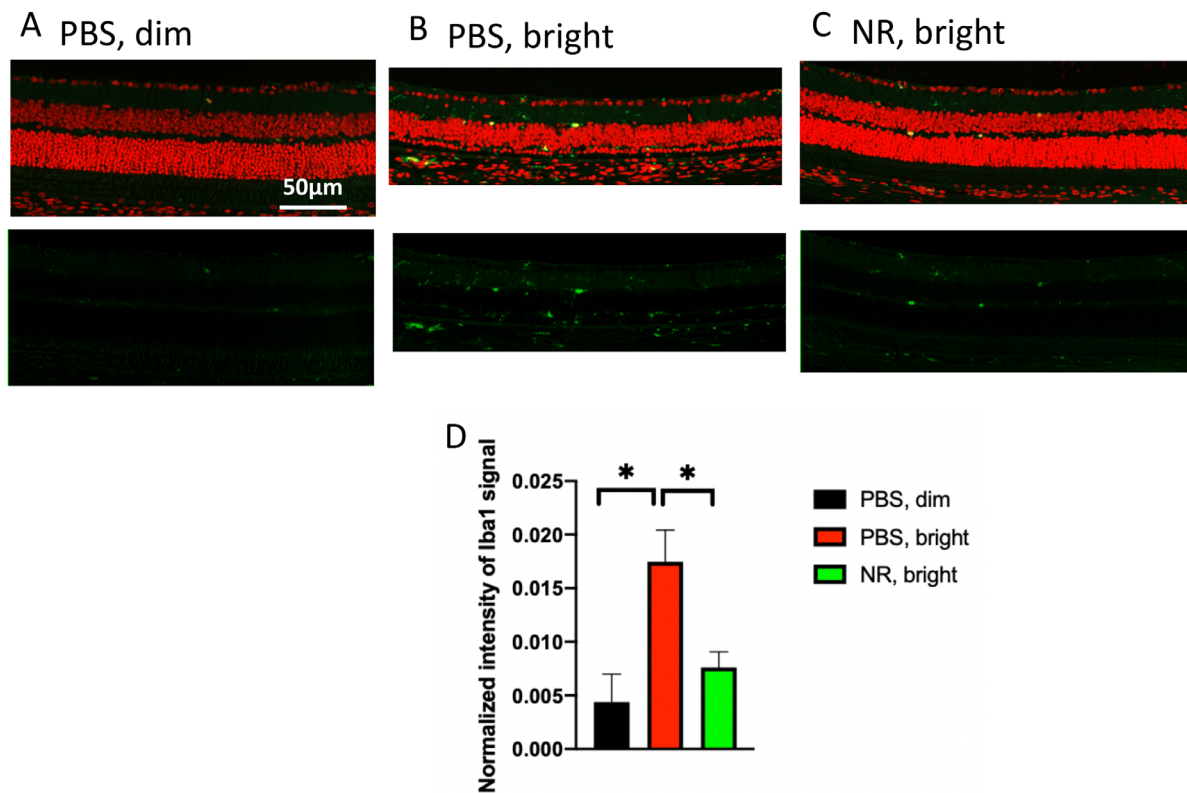 A PBS, dim
B PBS, bright
C NR, bright
50μm
D
Normalized intensity of Iba1 signal
0.025
0.020
0.015
0.010
0.005
0.000
* *
PBS, dim
PBS, bright
NR, bright